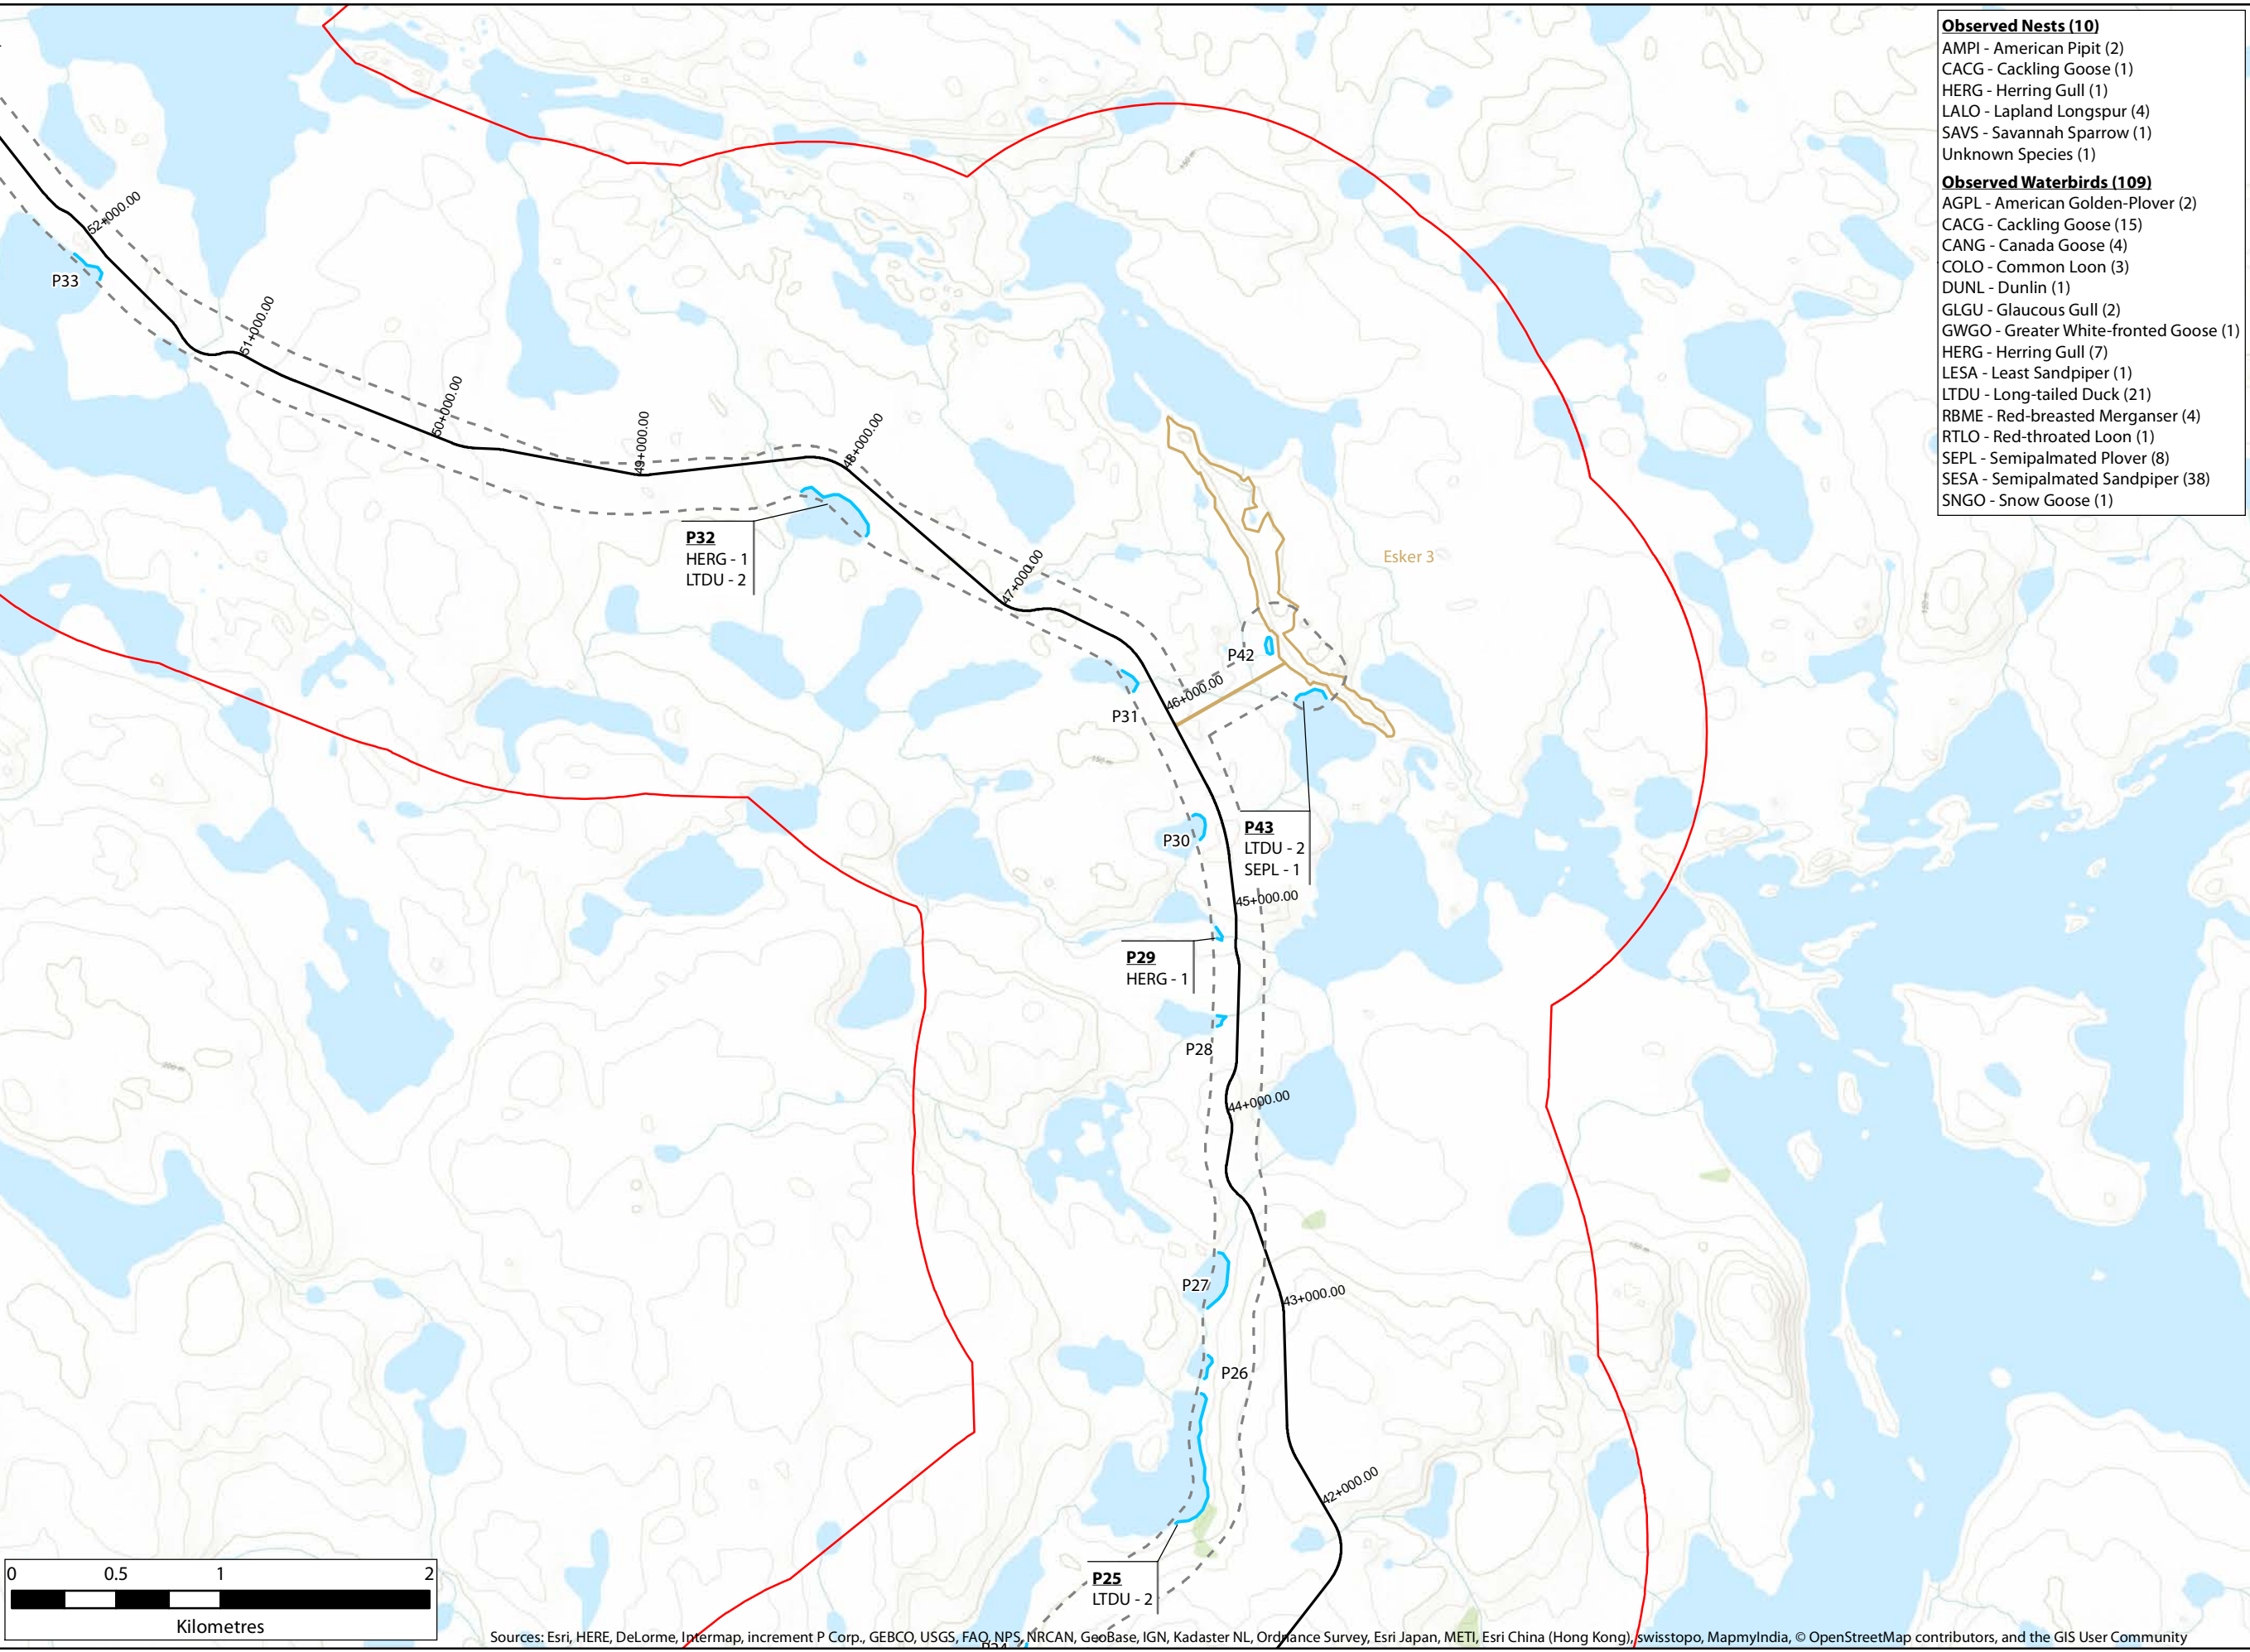 Observed Nests (10)
AMPI - American Pipit (2)
CACG - Cackling Goose (1)
HERG - Herring Gull (1)
LALO - Lapland Longspur (4)
SAVS - Savannah Sparrow (1)
Unknown Species (1)
Observed Waterbirds (109)
AGPL - American Golden-Plover (2)
CACG - Cackling Goose (15)
CANG - Canada Goose (4)
COLO - Common Loon (3)
DUNL - Dunlin (1)
GLGU - Glaucous Gull (2)
GWGO - Greater White-fronted Goose (1)
HERG - Herring Gull (7)
LESA - Least Sandpiper (1)
LTDU - Long-tailed Duck (21)
RBME - Red-breasted Merganser (4)
RTLO - Red-throated Loon (1)
SEPL - Semipalmated Plover (8)
SESA - Semipalmated Sandpiper (38)
SNGO - Snow Goose (1)
150 m
52+000.00
P33
51+000.00
50+000.00
49+000.00
48+000.00
P32
HERG - 1
LTDU - 2
47+000.00
Esker 3
150 m
P42
46+000.00
P31
150 m
P30
P43
LTDU - 2
SEPL - 1
45+000.00
P29
HERG - 1
P28
200 m
44+000.00
150 m
P27
43+000.00
P26
42+000.00
P25
LTDU - 2
P24
0 0.5 1 2
Kilometres
Sources: Esri, HERE, DeLorme, Intermap, increment P Corp., GEBCO, USGS, FAO, NPS, NRCAN, GeoBase, IGN, Kadaster NL, Ordnance Survey, Esri Japan, METI, Esri China (Hong Kong), swisstopo, MapmyIndia, © OpenStreetMap contributors, and the GIS User Community